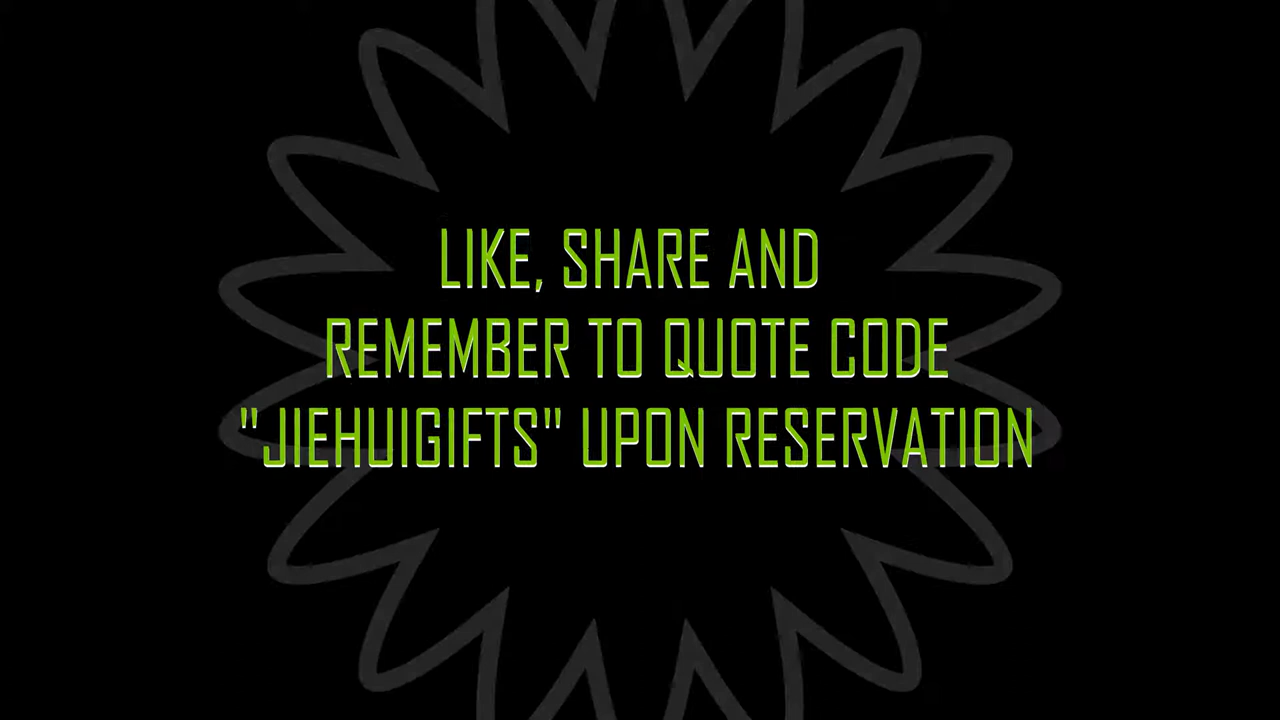 LIKE, SHARE AND
REMEMBER TO QUOTE CODE
"JIEHUIGIFTS" UPON RESERVATION